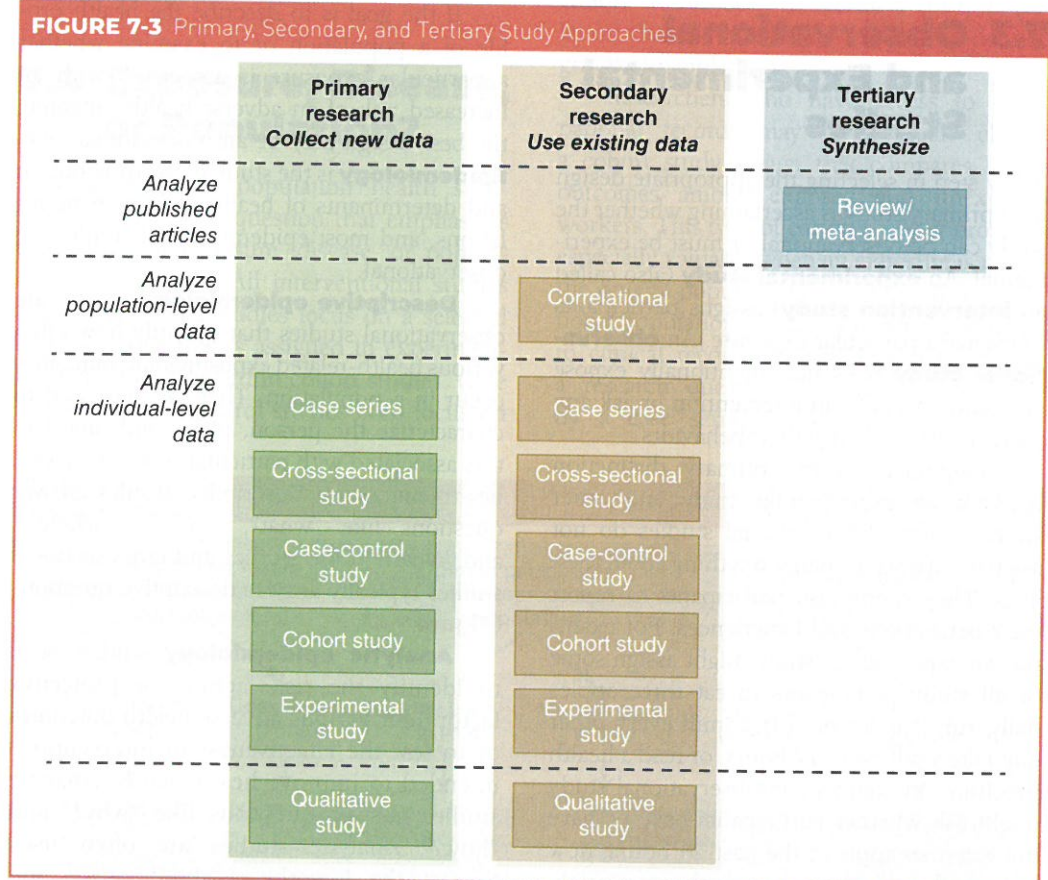 FIGURE 7-3 Primary, Secondary, and Tertiary Study Approaches
Primary
research
Collect new data
Secondary
research
Use existing data
Tertiary
research
Synthesize
Analyze
published
articles
Review/
meta-analysis
Analyze
population-level
data
Correlational
study
Analyze
individual-level
data
Case series
Case series
Cross-sectional
study
Cross-sectional
study
Case-control
study
Case-control
study
Cohort study
Cohort study
Experimental
study
Experimental
study
Qualitative
study
Qualitative
study